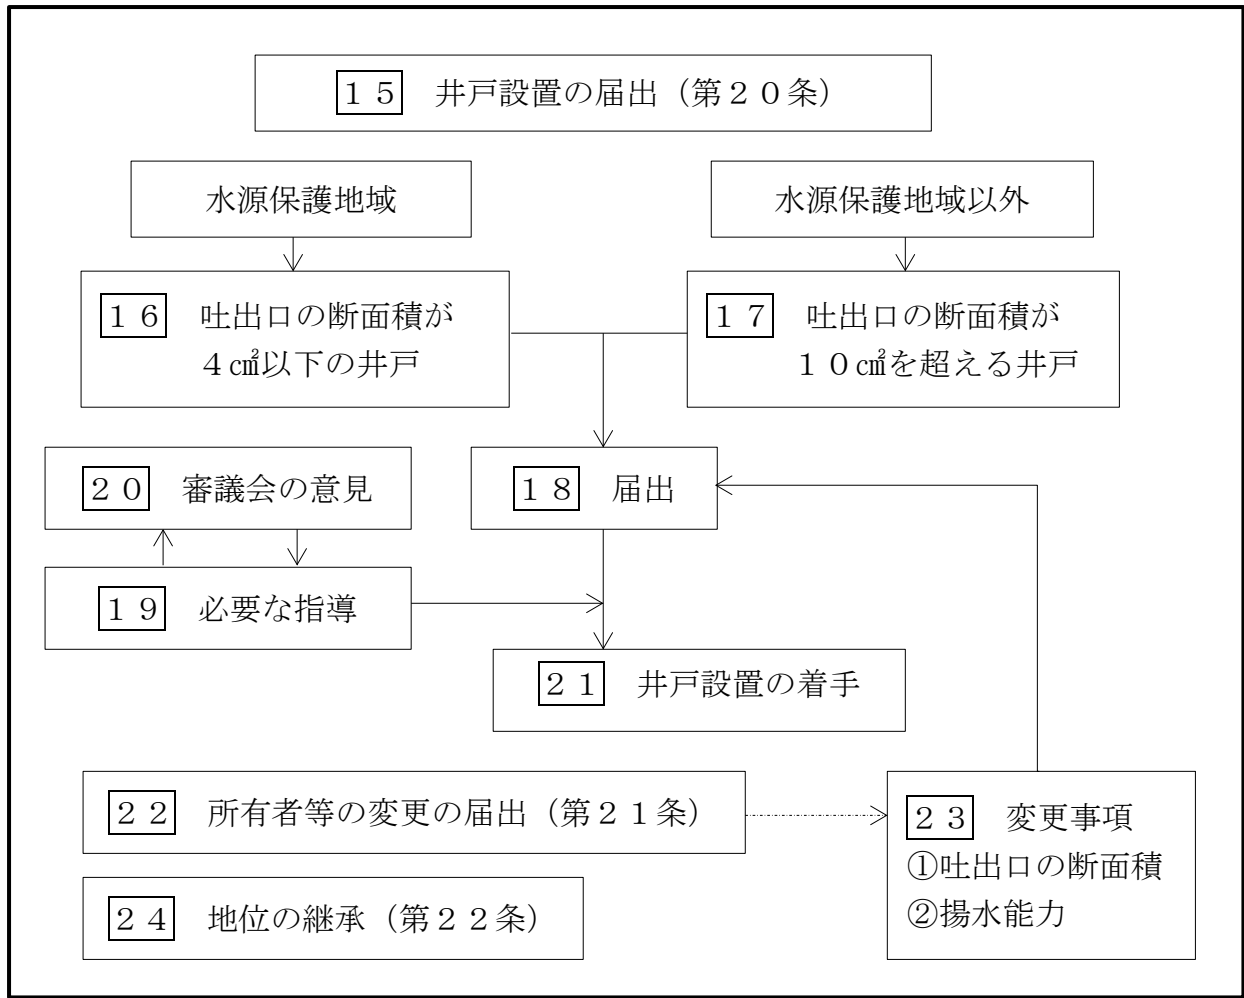 １５　井戸設置の届出（第２０条）
水源保護地域
水源保護地域以外
１６　吐出口の断面積が
４㎠以下の井戸
１７　吐出口の断面積が
１０㎠を超える井戸
２０　審議会の意見
１８　届出
１９　必要な指導
２１　井戸設置の着手
２２　所有者等の変更の届出（第２１条）
２３　変更事項
①吐出口の断面積
②揚水能力
２４　地位の継承（第２２条）